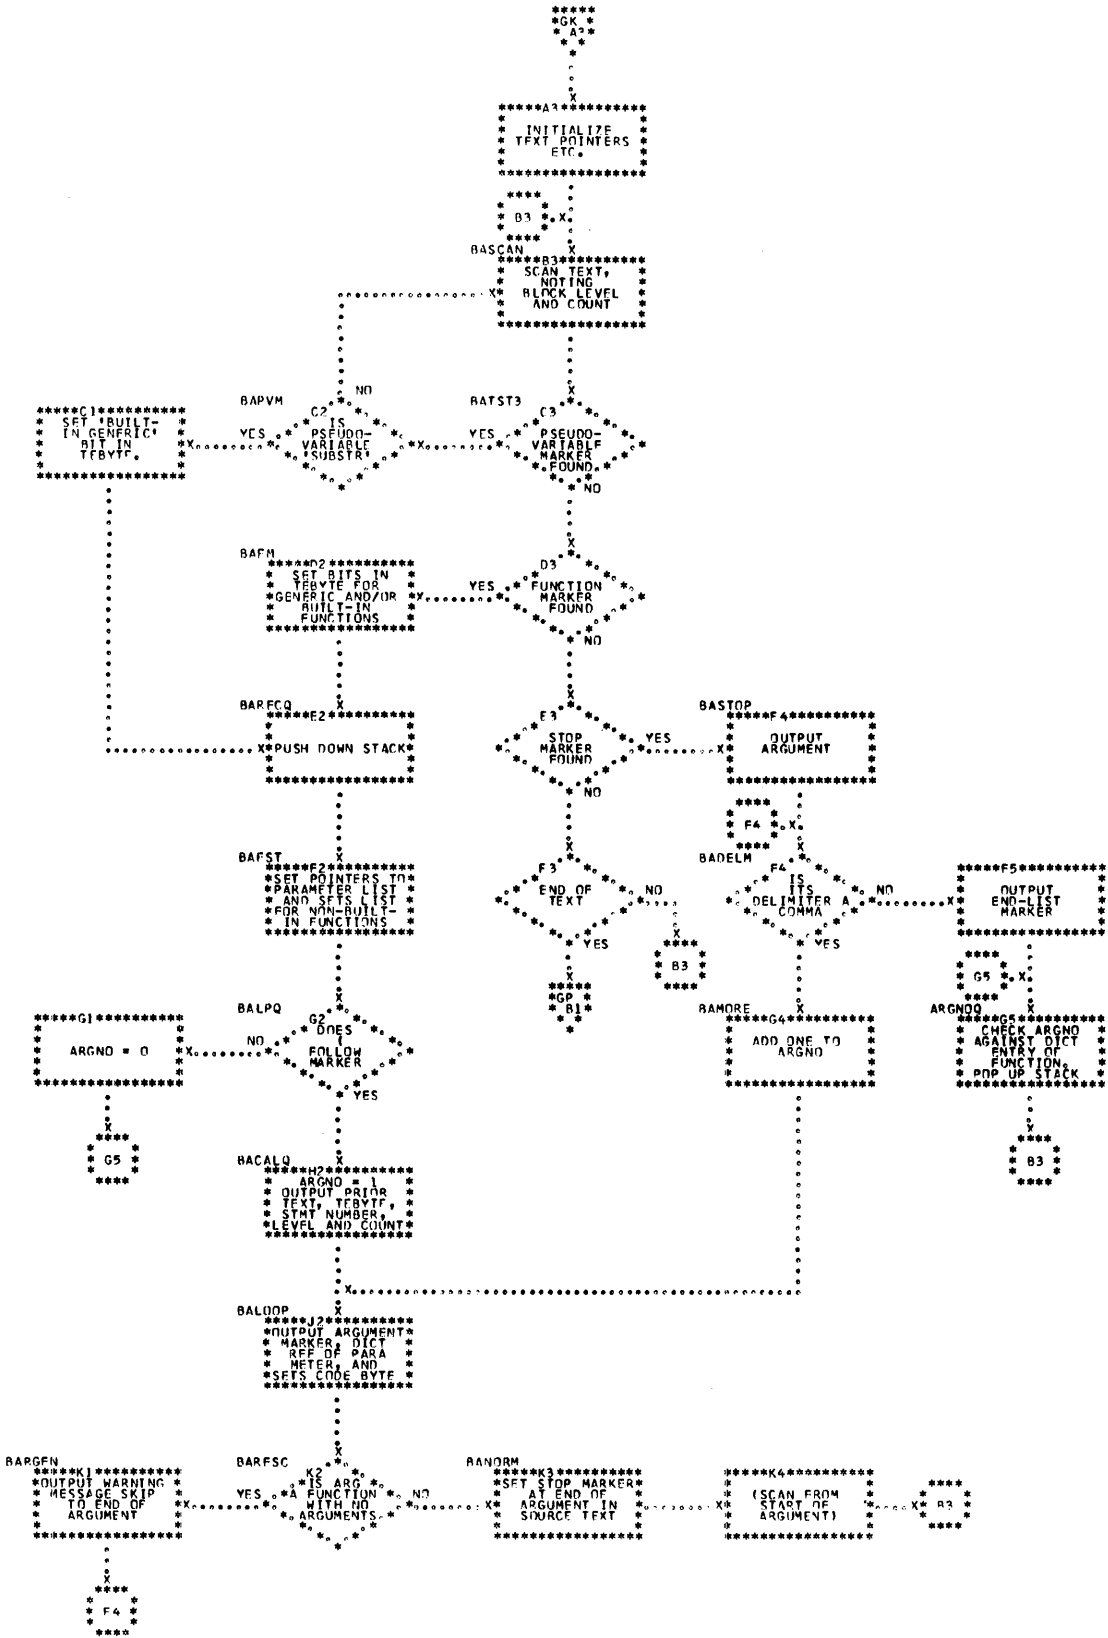 GK
A3
A3
INITIALIZE
TEXT POINTERS
ETC.
B3
BASCAN
B3
SCAN TEXT,
NOTING
BLOCK LEVEL
AND COUNT
NO
C1
SET 'BUILT-
IN GENERIC'
BIT IN
TEBYTE.
BAPVM
YES
C2
IS
PSEUDO-
VARIABLE
'SUBSTR'
BATST3
YES
C3
PSEUDO-
VARIABLE
MARKER
FOUND
NO
BAFM
D2
SET BITS IN
TEBYTE FOR
GENERIC AND/OR
BUILT-IN
FUNCTIONS
YES
D3
FUNCTION
MARKER
FOUND
NO
BARECQ
E2
PUSH DOWN STACK
E3
STOP
MARKER
FOUND
YES
NO
BASTOP
E4
OUTPUT
ARGUMENT
F4
BAFST
F2
SET POINTERS TO
PARAMETER LIST
AND SETS LIST
FOR NON-BUILT-
IN FUNCTIONS
F3
END OF
TEXT
NO
YES
B3
GP
B1
BADELM
F4
IS
ITS
DELIMITER A
COMMA
NO
YES
F5
OUTPUT
END-LIST
MARKER
G5
G1
ARGNO = 0
G5
BALPQ
NO
G2
DOES
(
FOLLOW
MARKER
YES
BAMORE
G4
ADD ONE TO
ARGNO
ARGNOQ
G5
CHECK ARGNO
AGAINST DICT
ENTRY OF
FUNCTION.
POP UP STACK
B3
BACALQ
H2
ARGNO = 1
OUTPUT PRIOR
TEXT, TEBYTE,
STMT NUMBER,
LEVEL AND COUNT
BALOOP
J2
OUTPUT ARGUMENT
MARKER, DICT
REF OF PARA
METER, AND
SETS CODE BYTE
BARGFN
K1
OUTPUT WARNING
MESSAGE SKIP
TO END OF
ARGUMENT
F4
BARESC
YES
K2
IS ARG
A FUNCTION
WITH NO
ARGUMENTS
NO
BANORM
K3
SET STOP MARKER
AT END OF
ARGUMENT IN
SOURCE TEXT
K4
(SCAN FROM
START OF
ARGUMENT)
B3